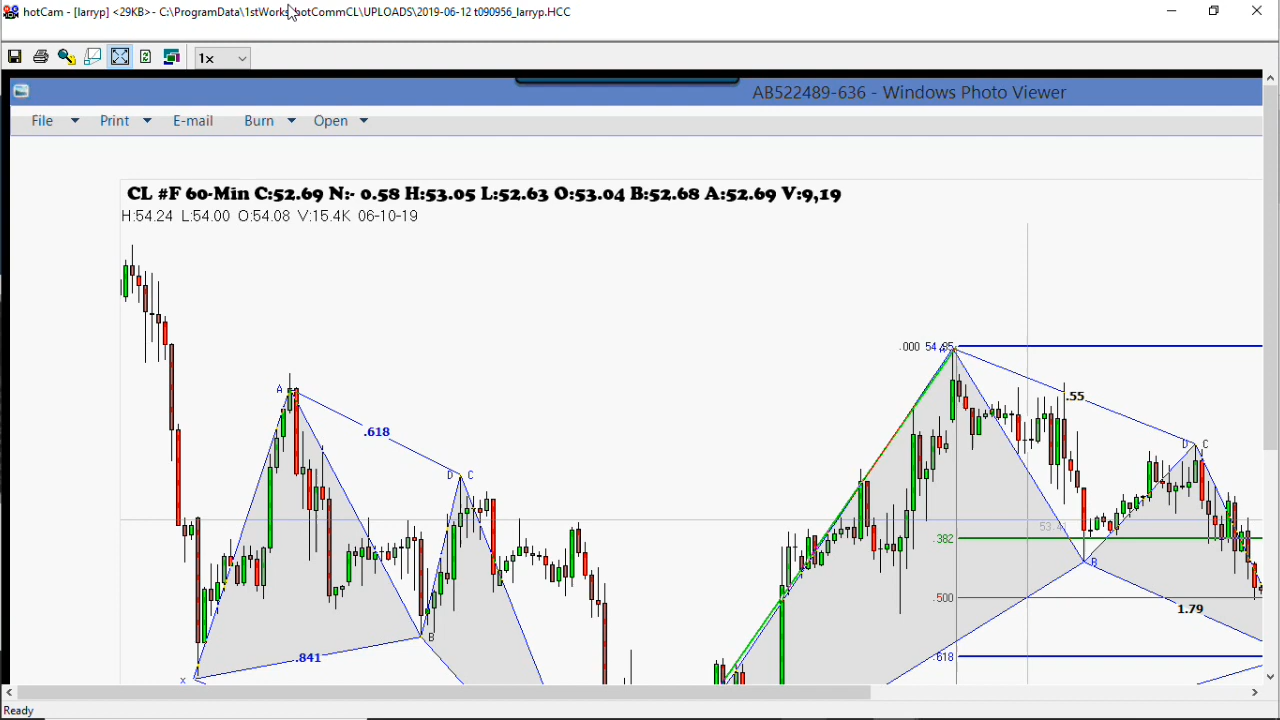 hotCam - [larryp] <29KB>- C:\ProgramData\1stWorks\hotCommCL\UPLOADS\2019-06-12 t090956_larryp.HCC
1x
AB522489-636 - Windows Photo Viewer
File Print E-mail Burn Open
CL #F 60-Min C:52.69 N:- 0.58 H:53.05 L:52.63 O:53.04 B:52.68 A:52.69 V:9,19
H:54.24 L:54.00 O:54.08 V:15.4K 06-10-19
.000 54.95
A
.55
.618
D C
D C
53.41
.382
B
.500
1.79
B
.841
.618
X
Ready